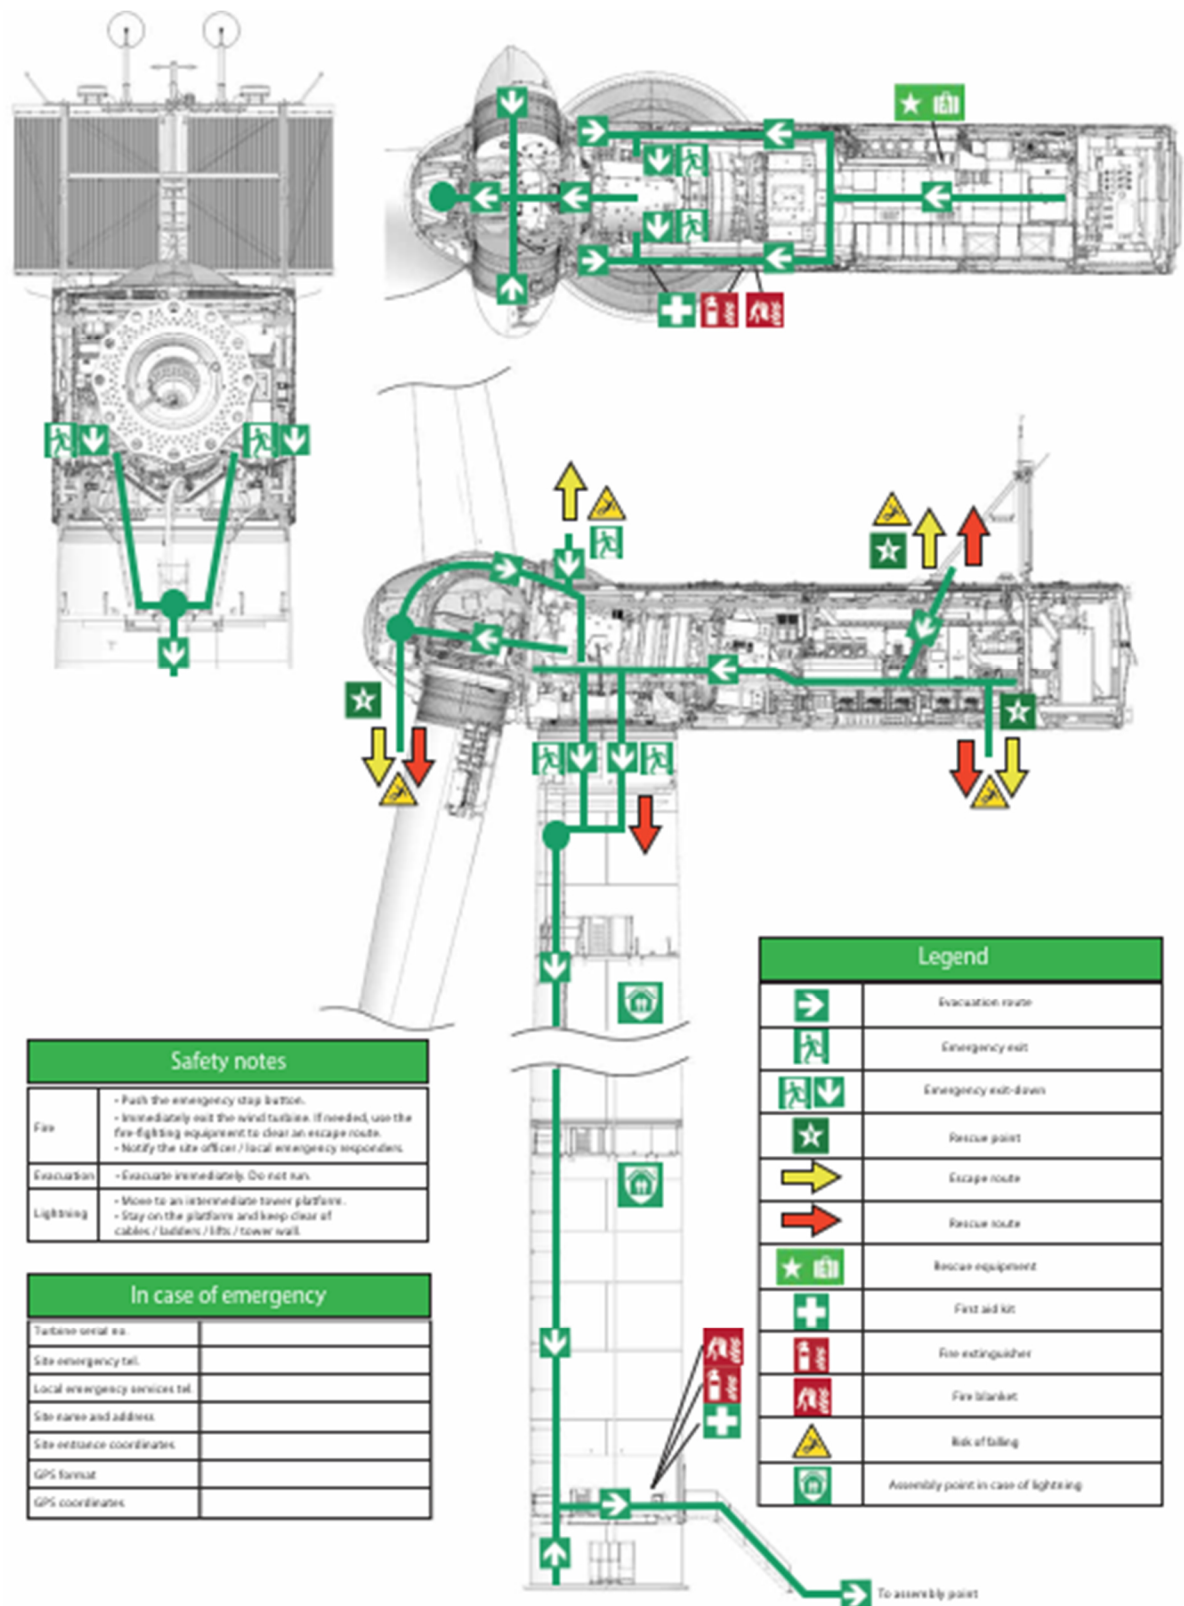 Safety notes
Fire
- Push the emergency stop button.
- Immediately exit the wind turbine. If needed, use the
fire-fighting equipment to clear an escape route.
- Notify the site officer / local emergency responders.
Evacuation
- Evacuate immediately. Do not run.
Lightning
- Move to an intermediate tower platform.
- Stay on the platform and keep clear of
cables / ladders / lifts / tower wall.
In case of emergency
Turbine serial no.
Site emergency tel.
Local emergency services tel.
Site name and address
Site entrance coordinates
GPS format
GPS coordinates
Legend
Evacuation route
Emergency exit
Emergency exit-down
Rescue point
Escape route
Rescue route
Rescue equipment
First aid kit
Fire extinguisher
Fire blanket
Risk of falling
Assembly point in case of lightning
To assembly point